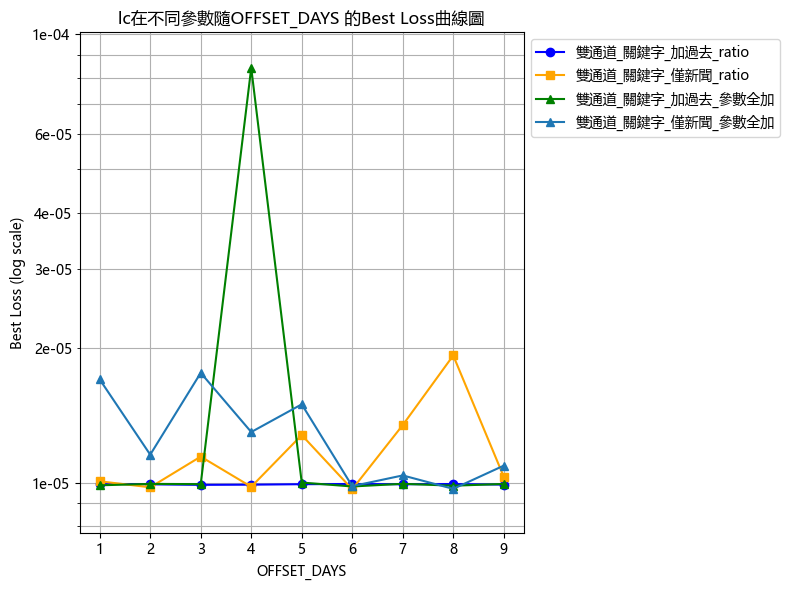 lc在不同參數隨OFFSET_DAYS 的Best Loss曲線圖
1e-04
6e-05
4e-05
3e-05
2e-05
1e-05
Best Loss (log scale)
1 2 3 4 5 6 7 8 9
OFFSET_DAYS
雙通道_關鍵字_加過去_ratio
雙通道_關鍵字_僅新聞_ratio
雙通道_關鍵字_加過去_參數全加
雙通道_關鍵字_僅新聞_參數全加